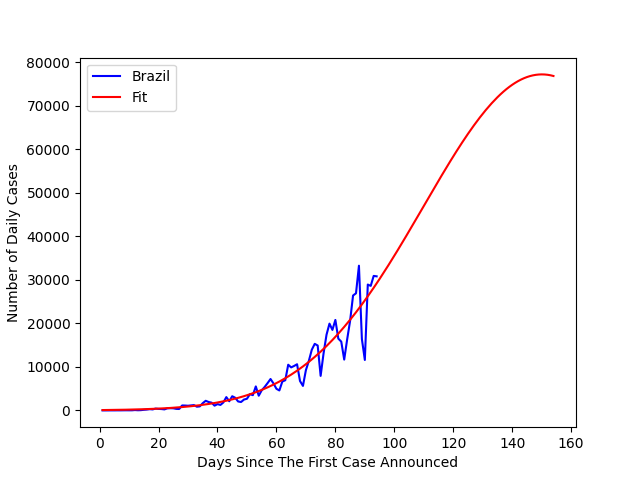 Brazil
Fit
Number of Daily Cases
80000
70000
60000
50000
40000
30000
20000
10000
0
0 20 40 60 80 100 120 140 160
Days Since The First Case Announced